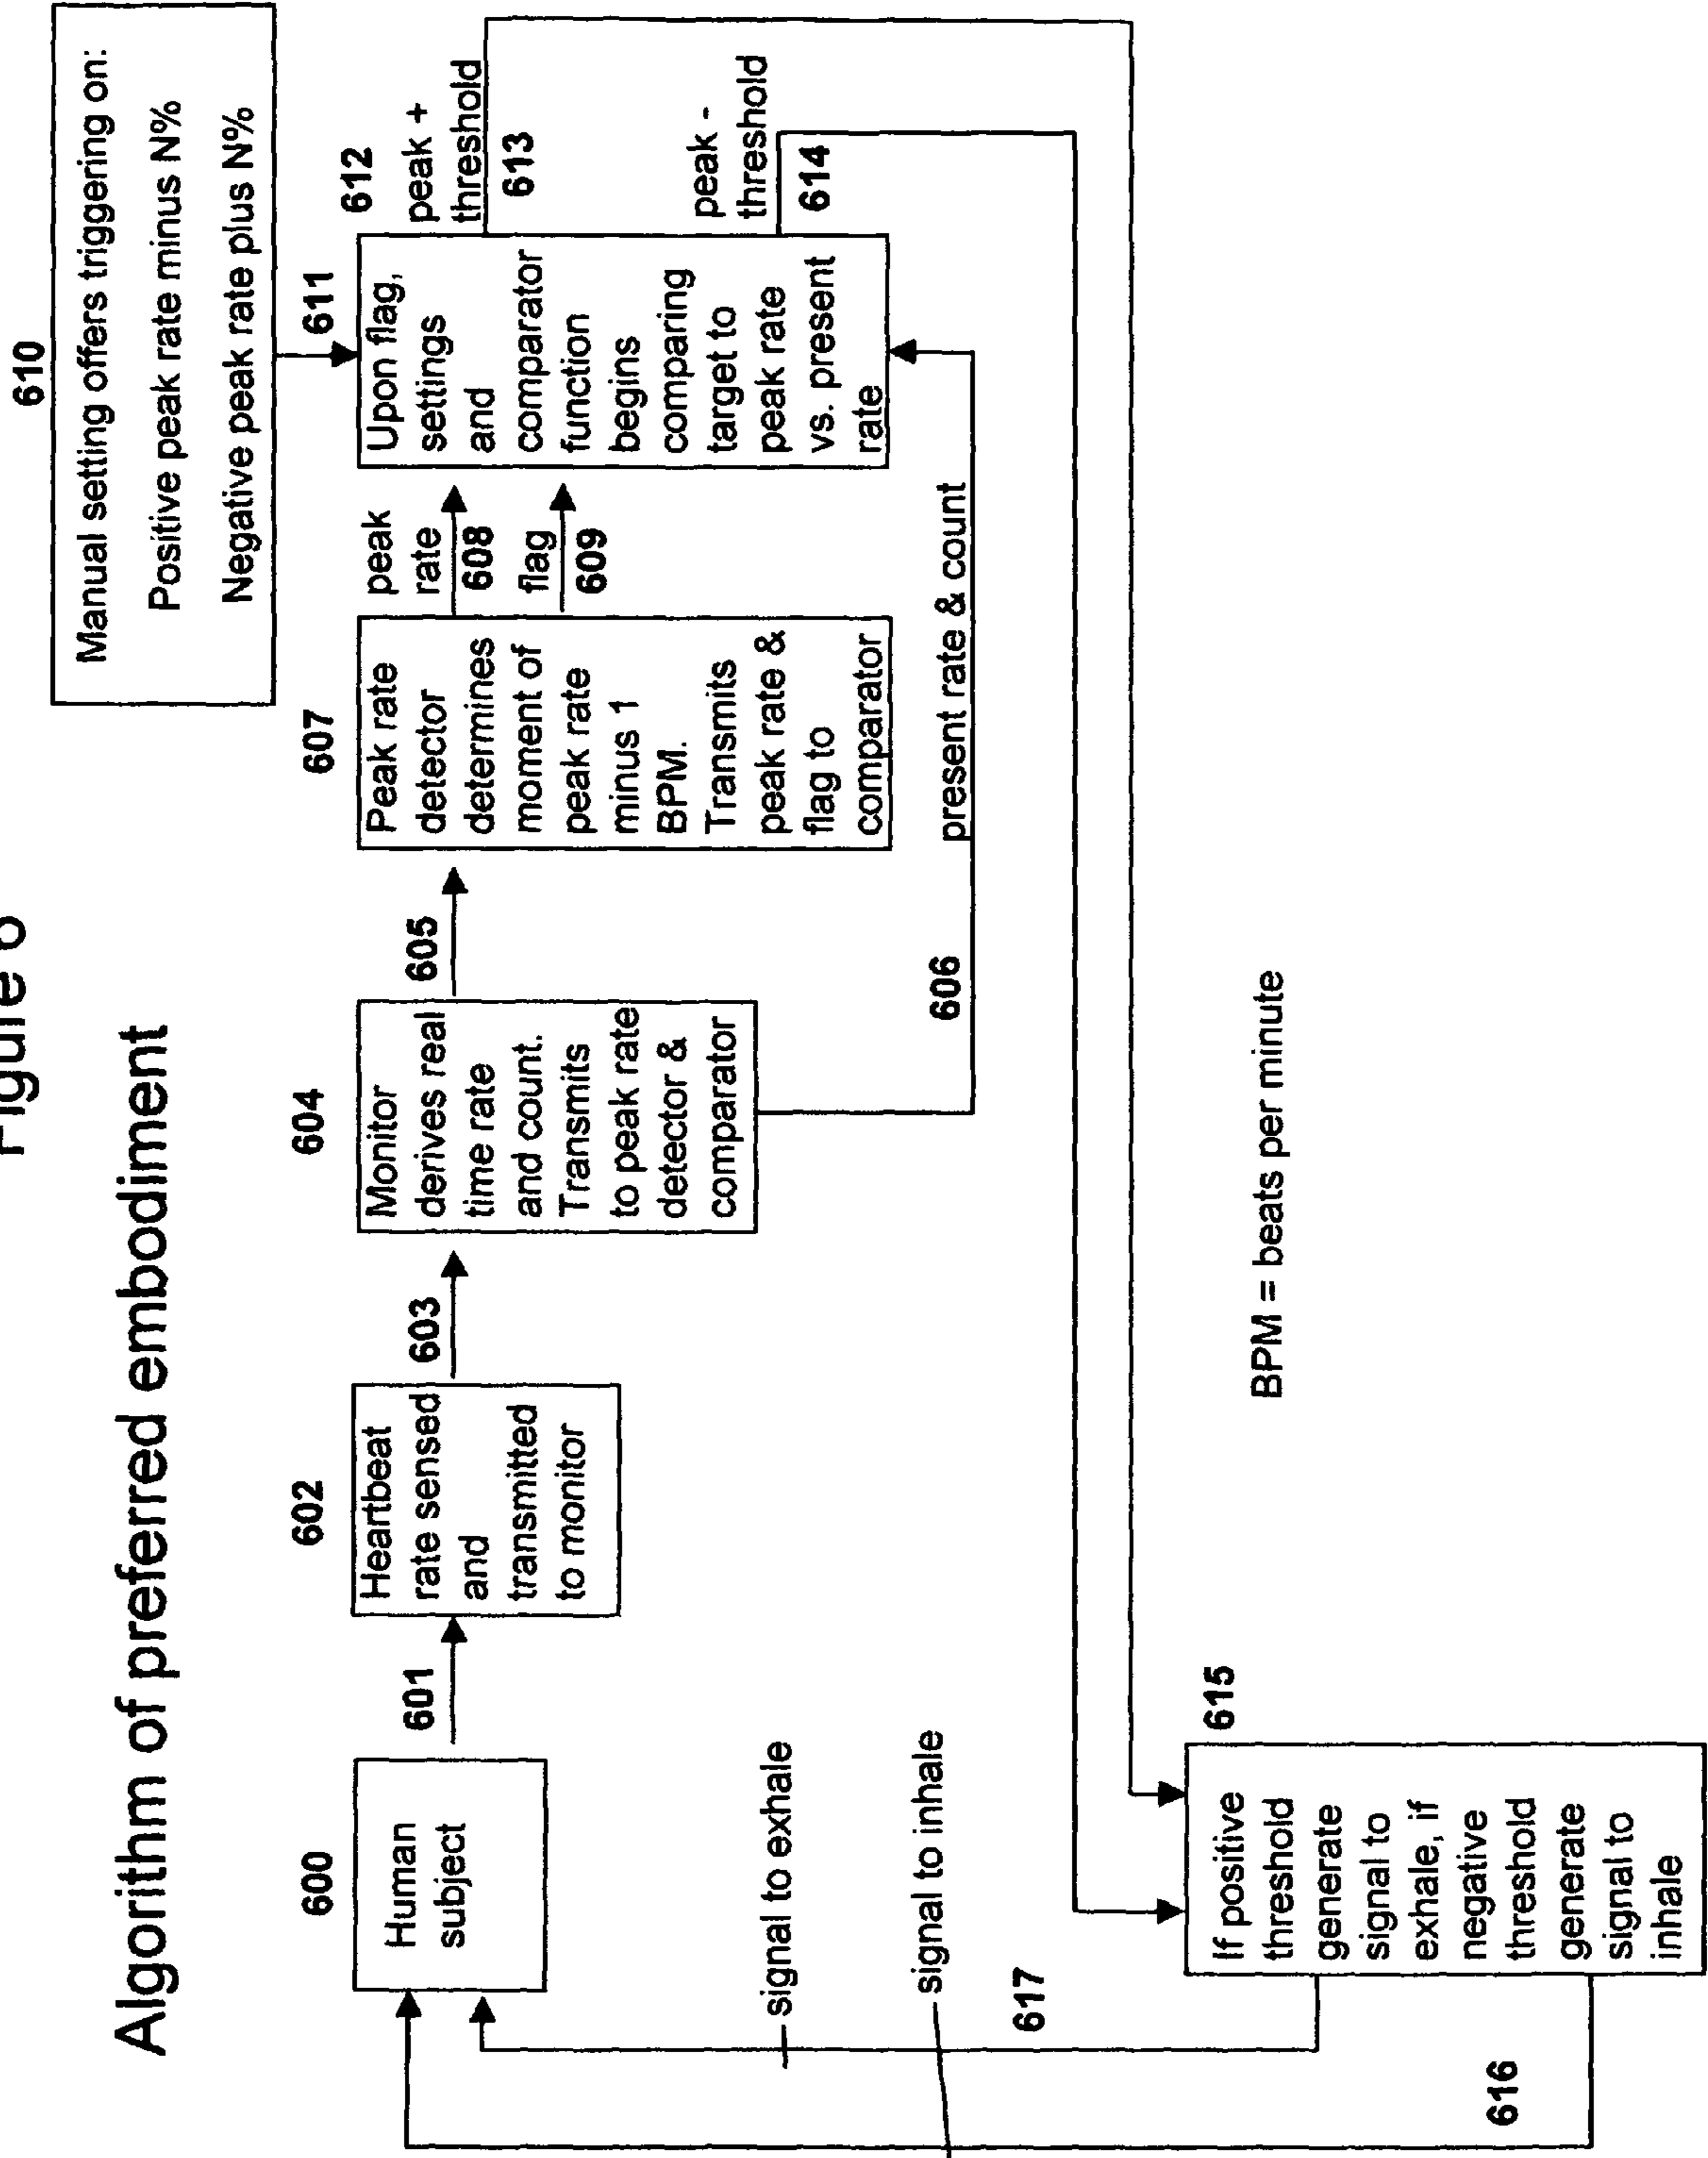 Figure 6
Algorithm of preferred embodiment
600
Human
subject
601
602
Heartbeat
rate sensed
and
transmitted
to monitor
603
604
Monitor
derives real
time rate
and count.
Transmits
to peak rate
detector &
comparator
605
606
present rate & count
607
Peak rate
detector
determines
moment of
peak rate
minus 1
BPM.
Transmits
peak rate &
flag to
comparator
peak
rate
608
flag
609
610
Manual setting offers triggering on:
Positive peak rate minus N%
Negative peak rate plus N%
611
612
Upon flag,
settings
and
comparator
function
begins
comparing
target to
peak rate
vs. present
rate
peak +
threshold
613
peak -
threshold
614
615
If positive
threshold
generate
signal to
exhale, if
negative
threshold
generate
signal to
inhale
signal to exhale
signal to inhale
617
616
BPM = beats per minute